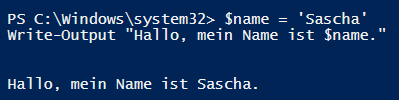 PS C:\Windows\system32> $name = 'Sascha'
Write-Output "Hallo, mein Name ist $name."
Hallo, mein Name ist Sascha.